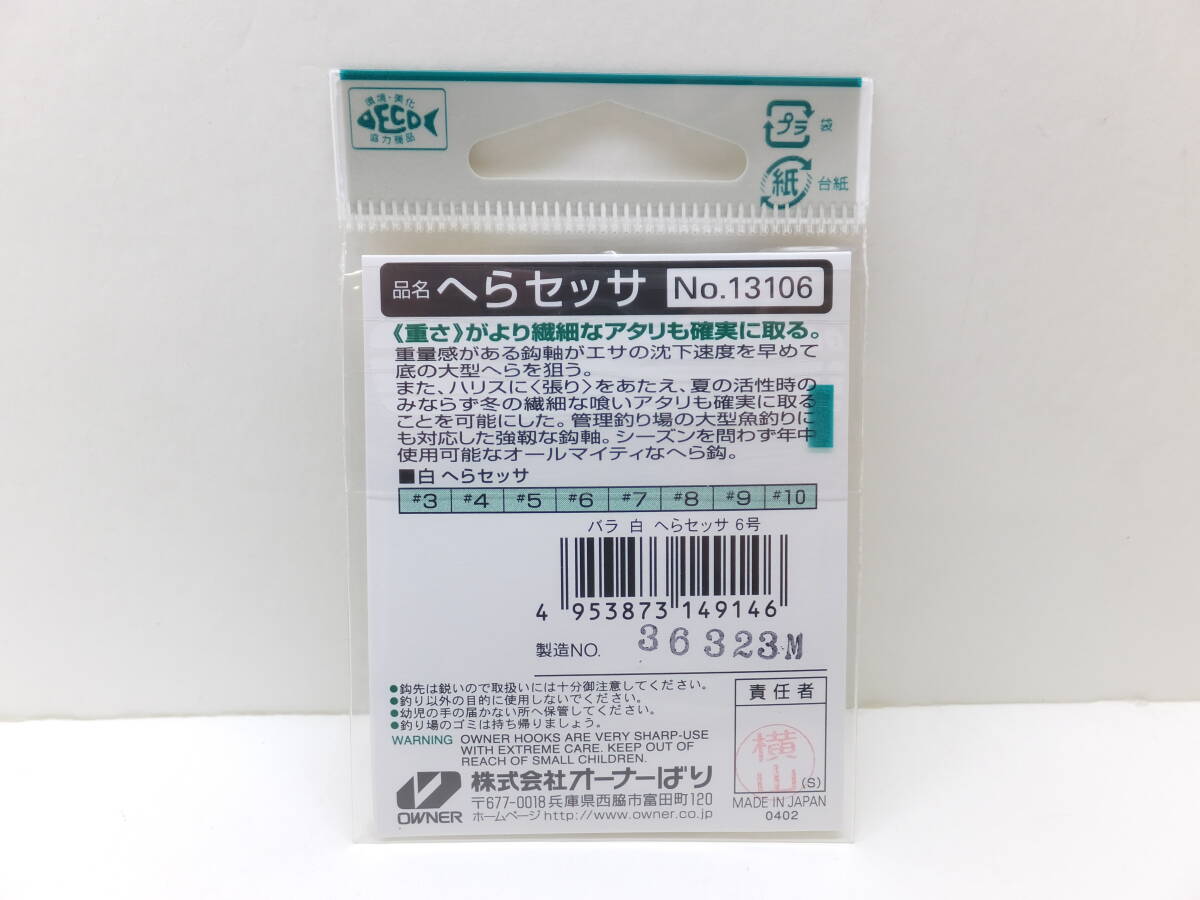 環境・美化
ECO
協力商品
プラ 袋
紙 台紙
品名 へらセッサ No.13106
《重さ》がより繊細なアタリも確実に取る。
重量感がある鈎軸がエサの沈下速度を早めて
底の大型へらを狙う。
また、ハリスに〈張り〉をあたえ、夏の活性時の
みならず冬の繊細な喰いアタリも確実に取る
ことを可能にした。管理釣り場の大型魚釣りに
も対応した強靱な鈎軸。シーズンを問わず年中
使用可能なオールマイティなへら鈎。
■白 へらセッサ
#3 #4 #5 #6 #7 #8 #9 #10
バラ 白 へらセッサ 6号
4 953873 149146
製造NO. 36323M
●鈎先は鋭いので取扱いには十分御注意してください。
●釣り以外の目的に使用しないでください。
●幼児の手の届かない所へ保管してください。
●釣り場のゴミは持ち帰りましょう。
WARNING OWNER HOOKS ARE VERY SHARP-USE
WITH EXTREME CARE. KEEP OUT OF
REACH OF SMALL CHILDREN.
責任者
横山
(S)
OWNER
株式会社オーナーばり
〒677-0018 兵庫県西脇市富田町120
ホームページ http://www.owner.co.jp
MADE IN JAPAN
0402